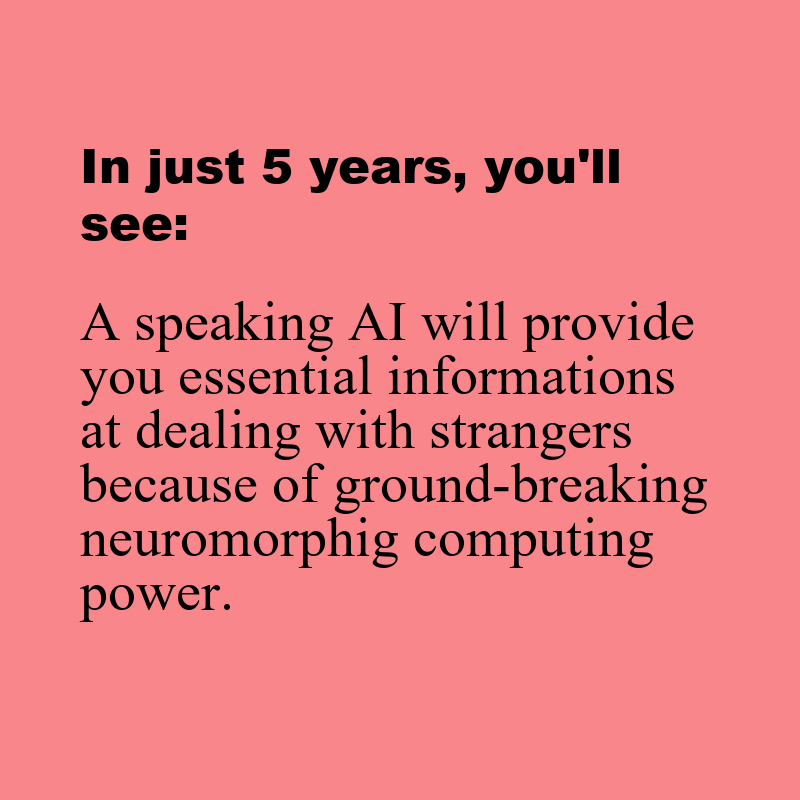 In just 5 years, you'll
see:
A speaking AI will provide
you essential informations
at dealing with strangers
because of ground-breaking
neuromorphig computing
power.